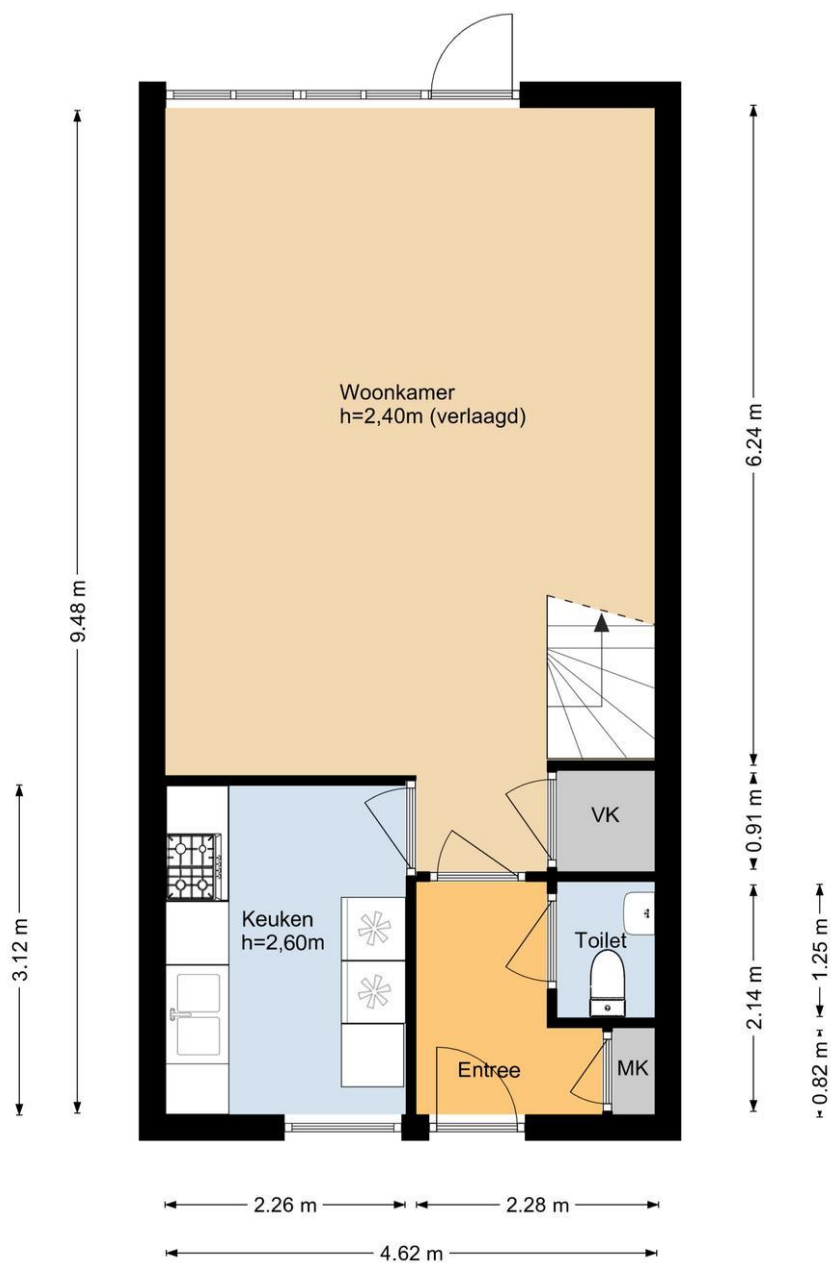 Woonkamer
h=2,40m (verlaagd)
6.24 m
9.48 m
VK
0.91 m
Keuken
h=2,60m
Toilet
3.12 m
2.14 m
1.25 m
Entree
MK
0.82 m
2.26 m
2.28 m
4.62 m